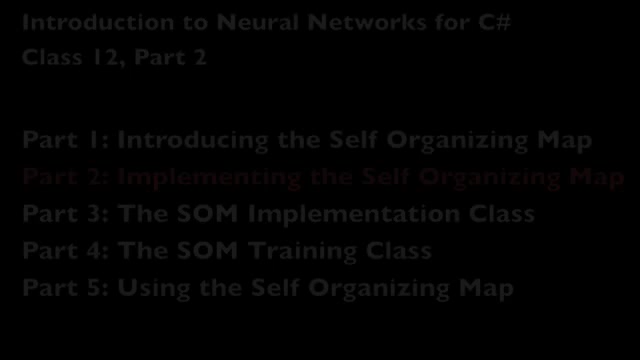 Introduction to Neural Networks for C#
Class 12, Part 2
Part 1: Introducing the Self Organizing Map
Part 2: Implementing the Self Organizing Map
Part 3: The SOM Implementation Class
Part 4: The SOM Training Class
Part 5: Using the Self Organizing Map